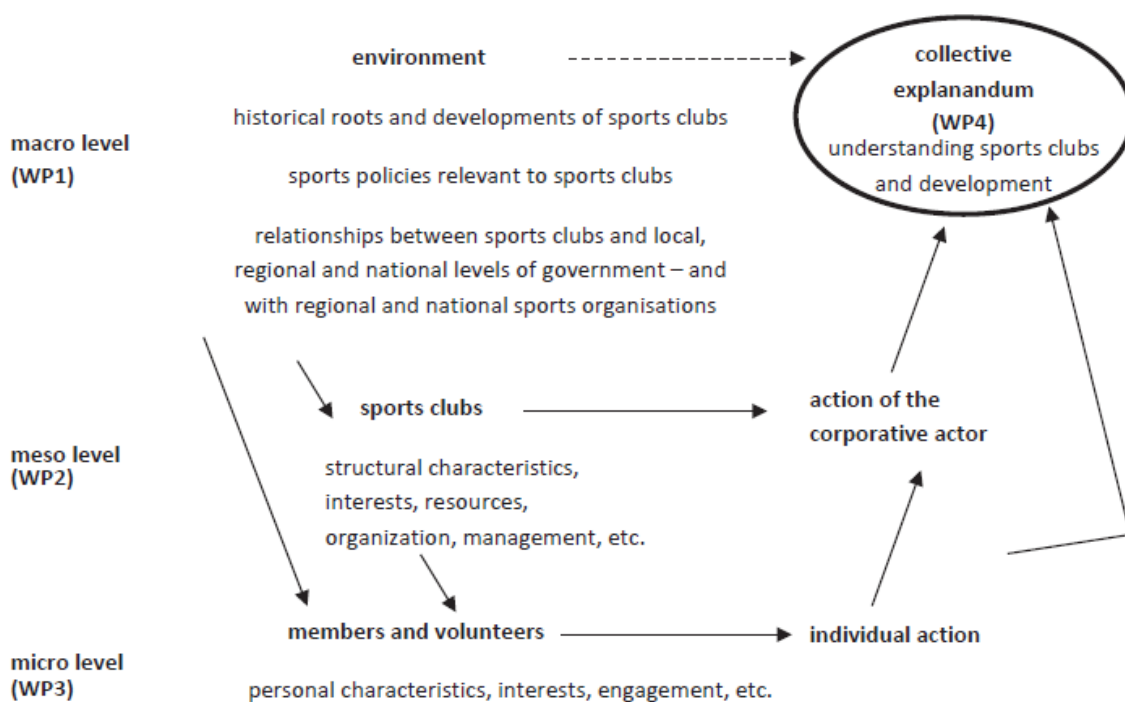 environment
collective
explanandum
(WP4)
understanding sports clubs
and development
historical roots and developments of sports clubs
macro level
(WP1)
sports policies relevant to sports clubs
relationships between sports clubs and local,
regional and national levels of government – and
with regional and national sports organisations
sports clubs
action of the
corporative actor
meso level
(WP2)
structural characteristics,
interests, resources,
organization, management, etc.
members and volunteers
individual action
micro level
(WP3)
personal characteristics, interests, engagement, etc.